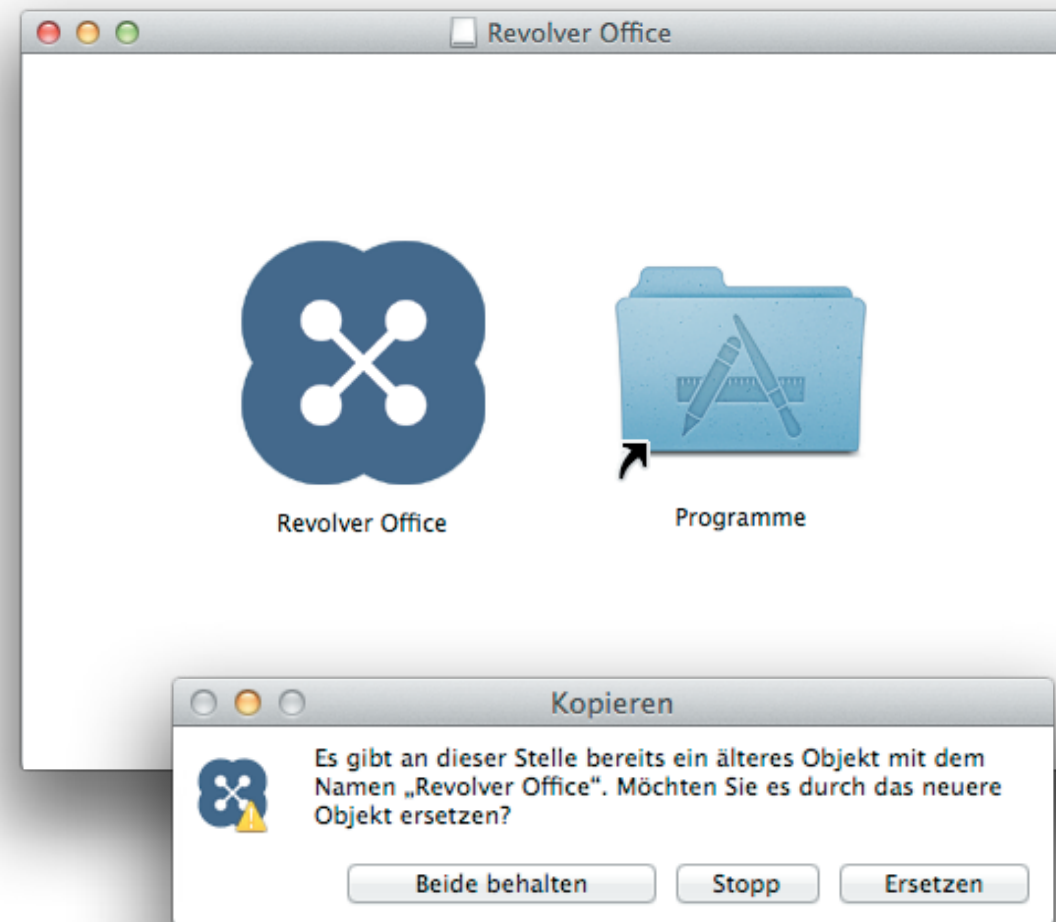 Revolver Office
Revolver Office
Programme
Kopieren
Es gibt an dieser Stelle bereits ein älteres Objekt mit dem
Namen „Revolver Office“. Möchten Sie es durch das neuere
Objekt ersetzen?
Beide behalten
Stopp
Ersetzen